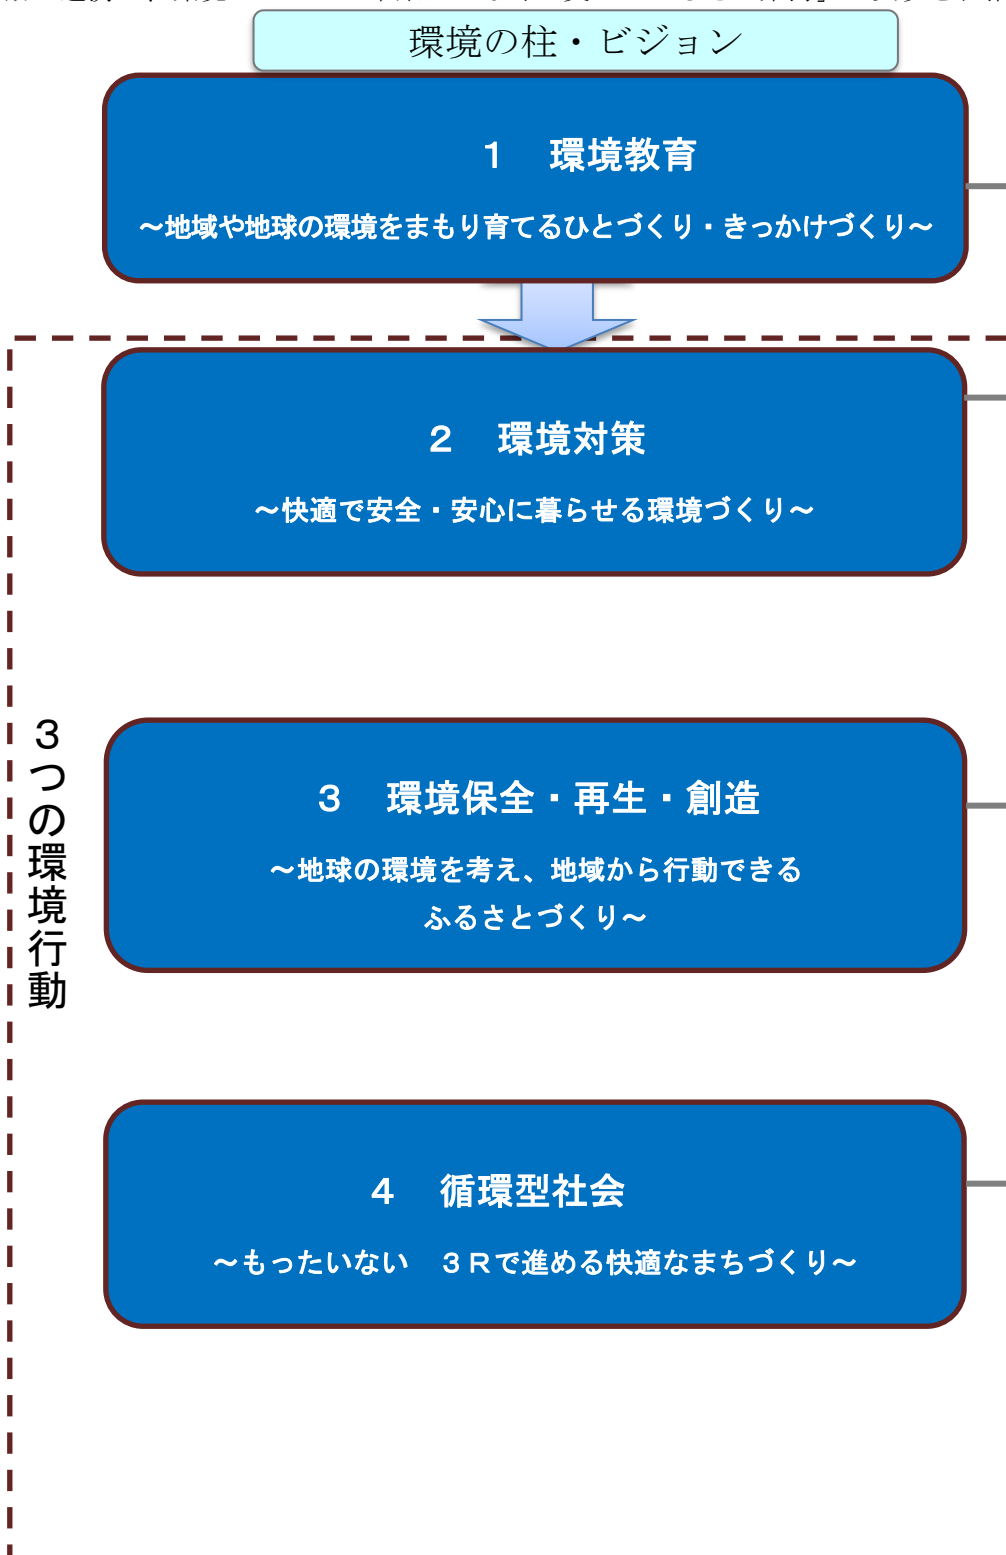 環境の柱・ビジョン
１　環境教育
～地域や地球の環境をまもり育てるひとづくり・きっかけづくり～
２　環境対策
～快適で安全・安心に暮らせる環境づくり～
３つの環境行動
３　環境保全・再生・創造
～地球の環境を考え、地域から行動できる
ふるさとづくり～
４　循環型社会
～もったいない　３Ｒで進める快適なまちづくり～